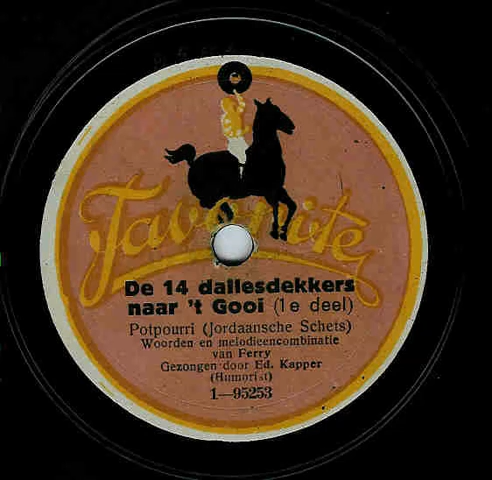 Favorite
De 14 dallesdekkers
naar 't Gooi (1e deel)
Potpourri (Jordaansche Schets)
Woorden en melodieencombinatie
van Ferry
Gezongen door Ed. Kapper
(Humorist)
1—95253